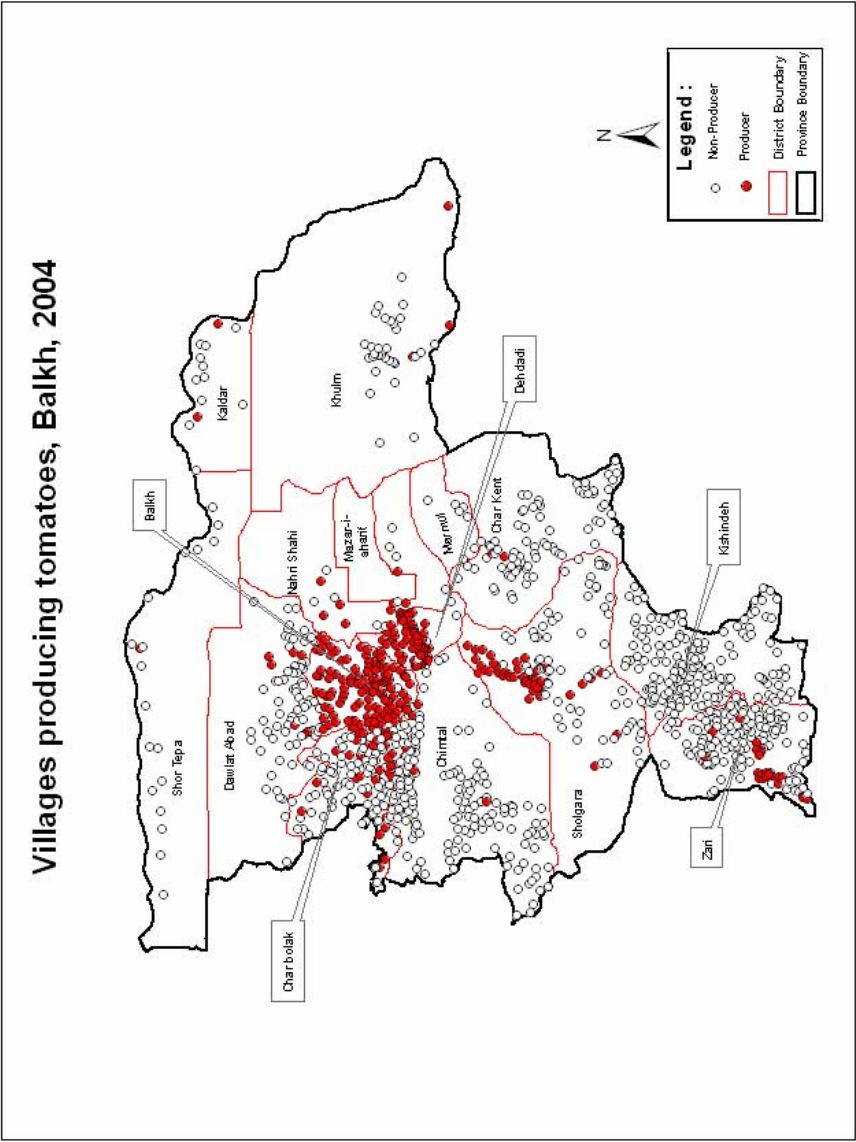 Villages producing tomatoes, Balkh, 2004
N
Legend :
Non-Producer
Producer
District Boundary
Province Boundary
Balkh
Kaldar
Khulm
Shor Tepa
Dawlat Abad
Nahri Shahi
Mazar-i-
sharif
Marmul
Dehdadi
Char Kent
Char bolak
Chimtal
Sholgara
Kishindeh
Zari